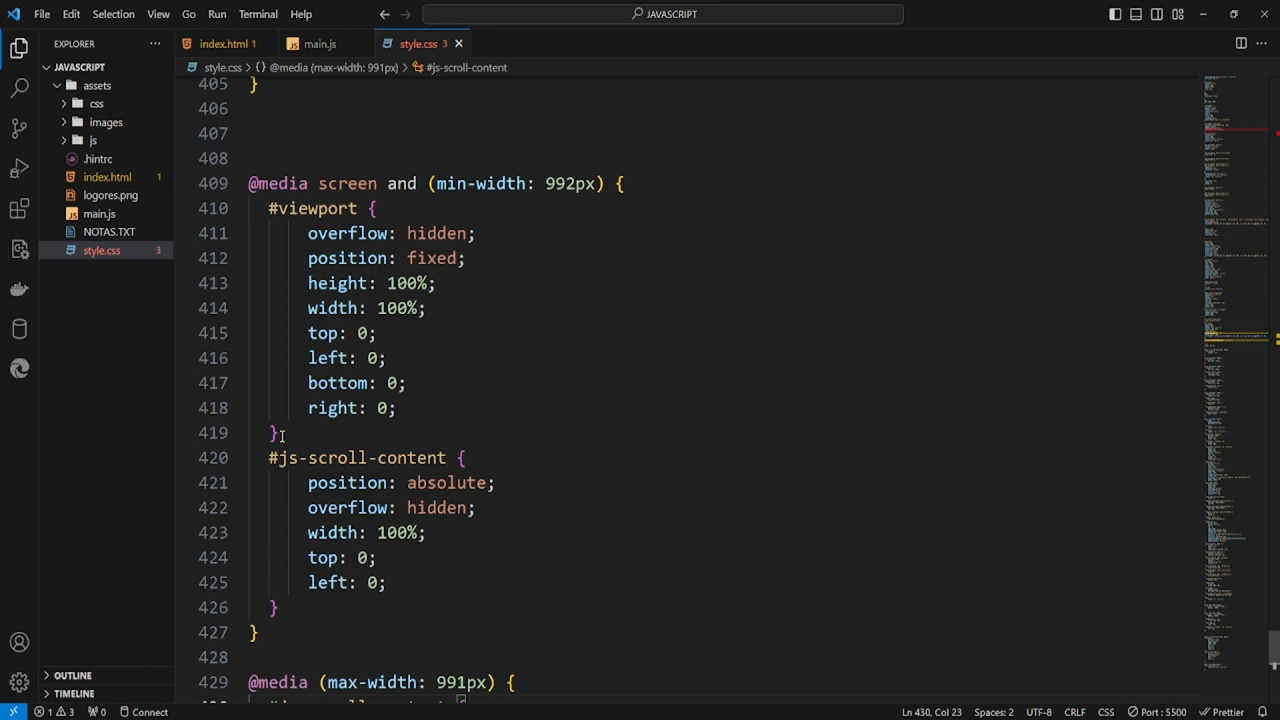 File Edit Selection View Go Run Terminal Help
JAVASCRIPT
EXPLORER
index.html 1
JS main.js
style.css 3
JAVASCRIPT
style.css > {} @media (max-width: 991px) > #js-scroll-content
assets
css
images
js
.hintrc
index.html 1
logores.png
JS main.js
NOTAS.TXT
style.css 3
OUTLINE
TIMELINE
405 }
406
407
408
409 @media screen and (min-width: 992px) {
410 #viewport {
411 overflow: hidden;
412 position: fixed;
413 height: 100%;
414 width: 100%;
415 top: 0;
416 left: 0;
417 bottom: 0;
418 right: 0;
419 }
420 #js-scroll-content {
421 position: absolute;
422 overflow: hidden;
423 width: 100%;
424 top: 0;
425 left: 0;
426 }
427 }
428
429 @media (max-width: 991px) {
1 3 0 Connect
Ln 430, Col 23 Spaces: 2 UTF-8 CRLF CSS Port : 5500 Prettier